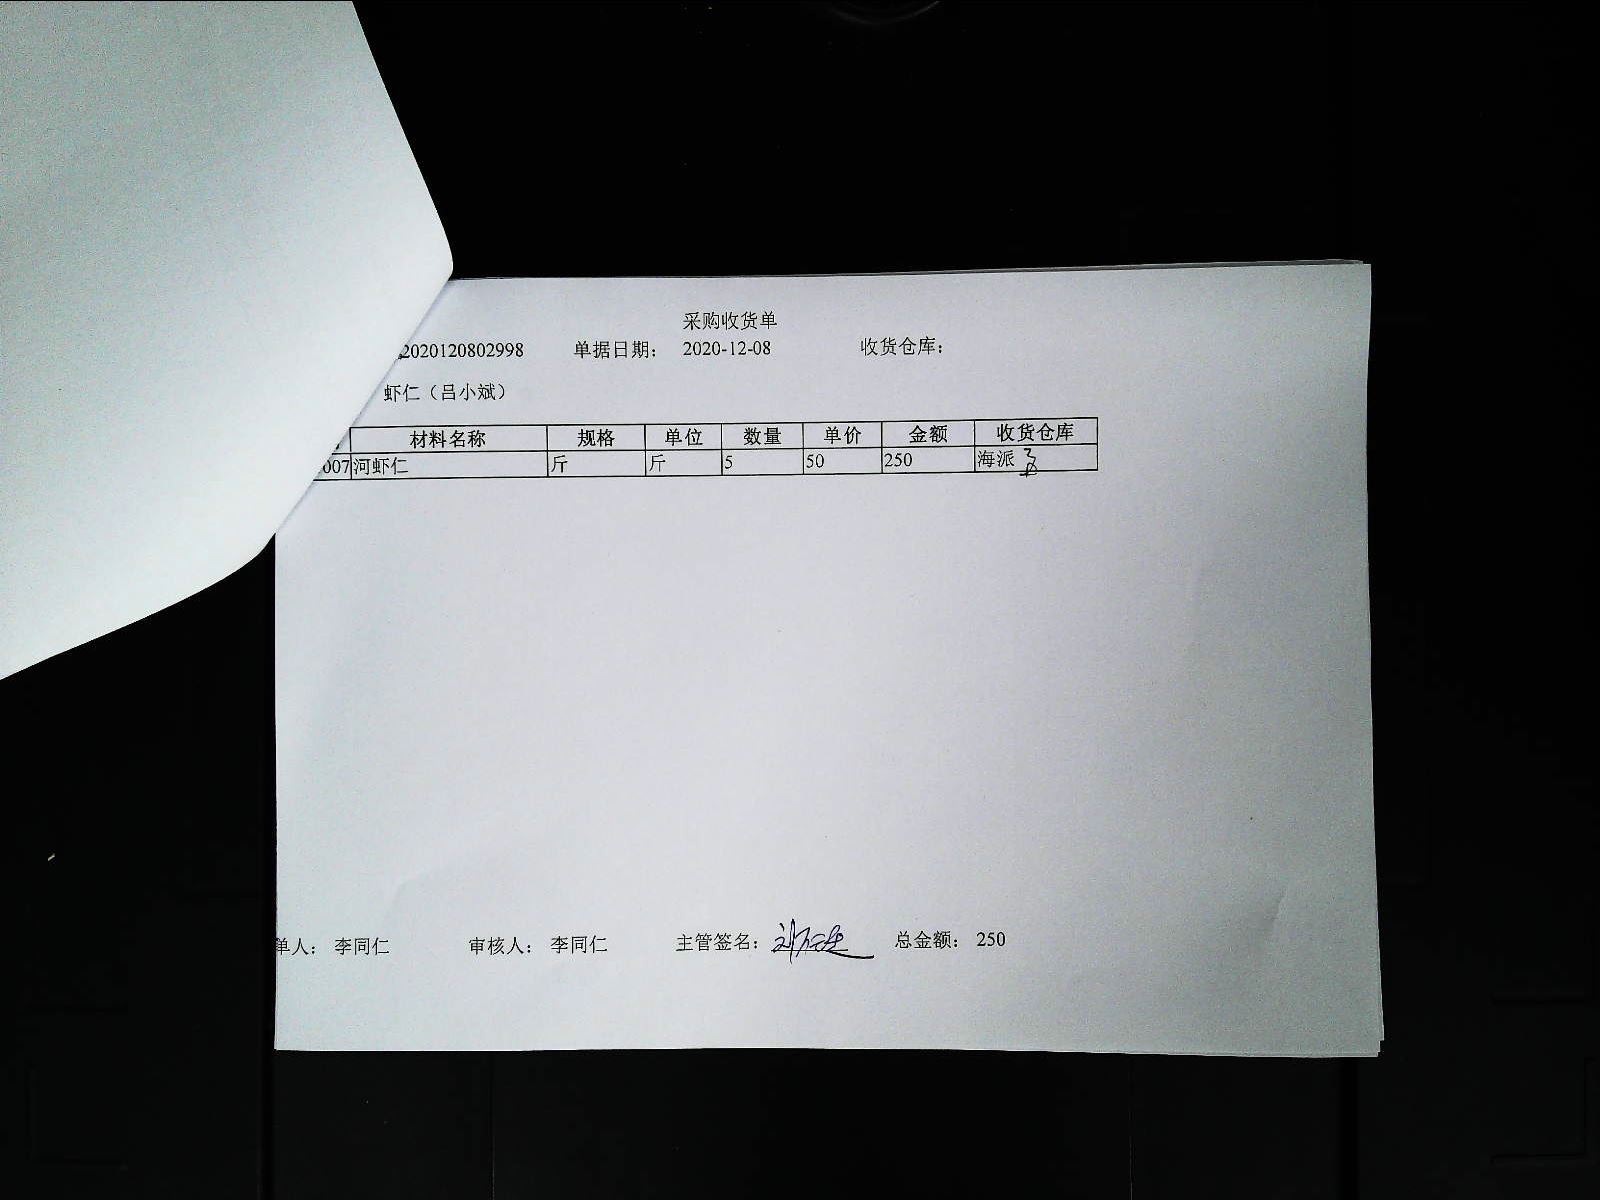 采购收货单
2020120802998 单据日期: 2020-12-08 收货仓库:
虾仁（吕小斌）
材料名称 规格 单位 数量 单价 金额 收货仓库
007 河虾仁 斤 斤 5 50 250 海派
单人: 李同仁 审核人: 李同仁 主管签名: 总金额: 250